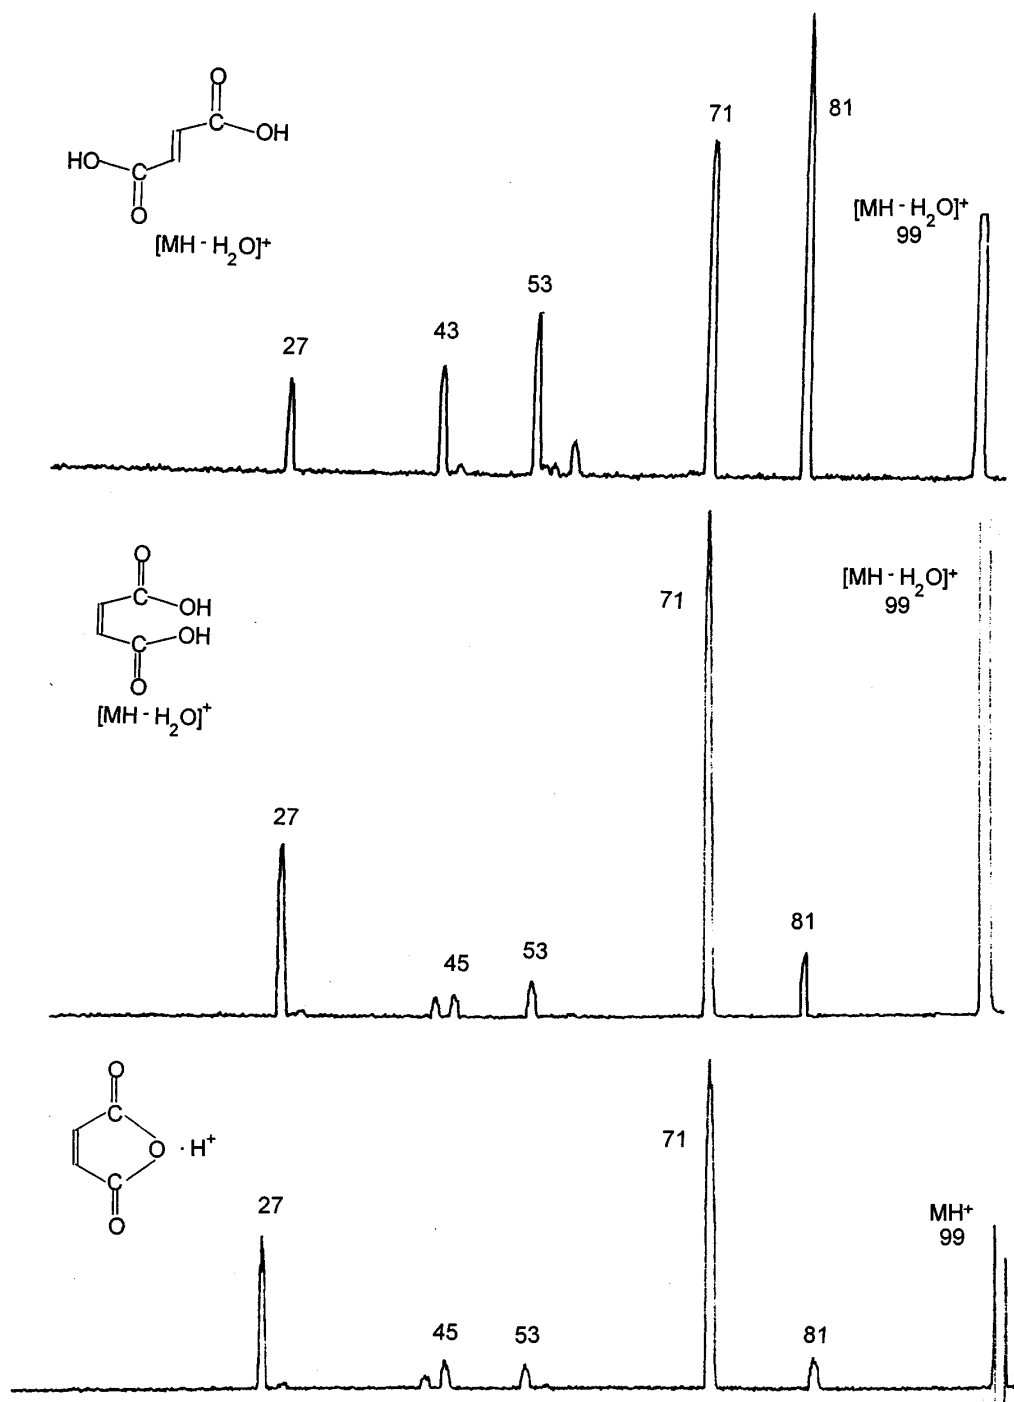 O
C
OH
HO
C
O
[MH - H2O]+
27
43
53
71
81
[MH - H2O]+
99
O
C
OH
C
OH
O
[MH - H2O]+
27
45
53
71
81
[MH - H2O]+
99
O
C
O · H+
C
O
27
45
53
71
81
MH+
99